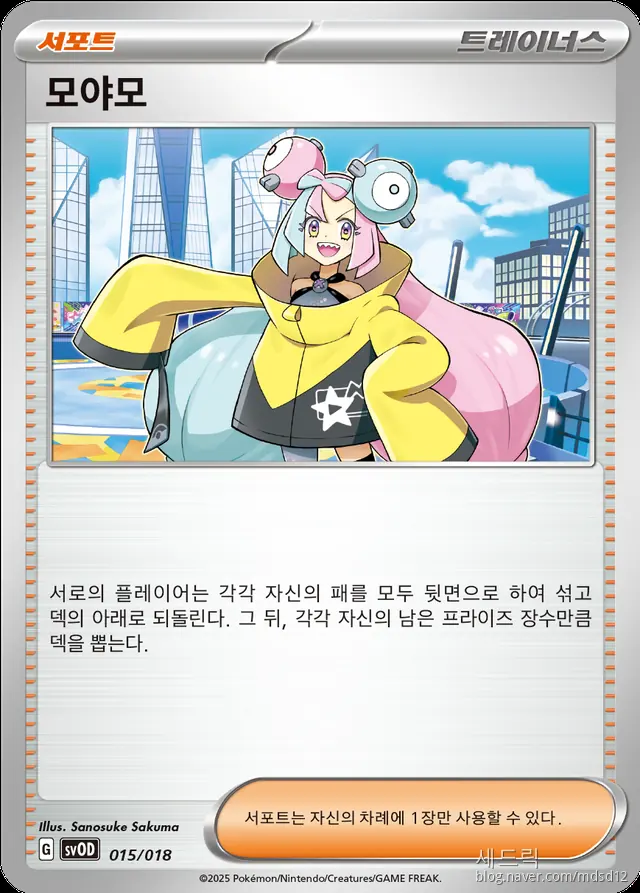 서포트
트레이너스
모야모
서로의 플레이어는 각각 자신의 패를 모두 뒷면으로 하여 섞고
덱의 아래로 되돌린다. 그 뒤, 각각 자신의 남은 프라이즈 장수만큼
덱을 뽑는다.
서포트는 자신의 차례에 1장만 사용할 수 있다.
Illus. Sanosuke Sakuma
G svOD 015/018
©2025 Pokémon/Nintendo/Creatures/GAME FREAK.
세드릭
blog.naver.com/mdsd12